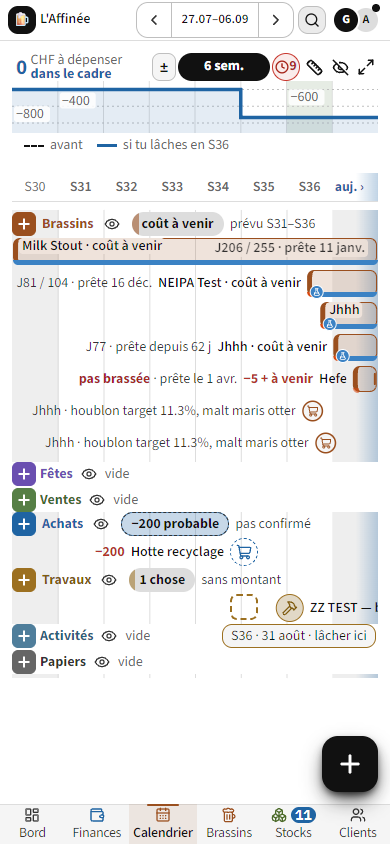 L'Affinée
27.07–06.09
G
A
0 CHF à dépenser dans le cadre
±
6 sem.
9
−400
−600
−800
avant
si tu lâches en S36
S30 S31 S32 S33 S34 S35 S36 auj. ›
Brassins coût à venir prévu S31–S36
Milk Stout · coût à venir J206 / 255 · prête 11 janv.
J81 / 104 · prête 16 déc. NEIPA Test · coût à venir
Jhhh
J77 · prête depuis 62 j Jhhh · coût à venir
pas brassée · prête le 1 avr. −5 + à venir Hefe
Jhhh · houblon target 11.3%, malt maris otter
Jhhh · houblon target 11.3%, malt maris otter
Fêtes vide
Ventes vide
Achats −200 probable pas confirmé
−200 Hotte recyclage
Travaux 1 chose sans montant
ZZ TEST —
Activités vide S36 · 31 août · lâcher ici
Papiers vide
Bord Finances Calendrier Brassins Stocks 11 Clients